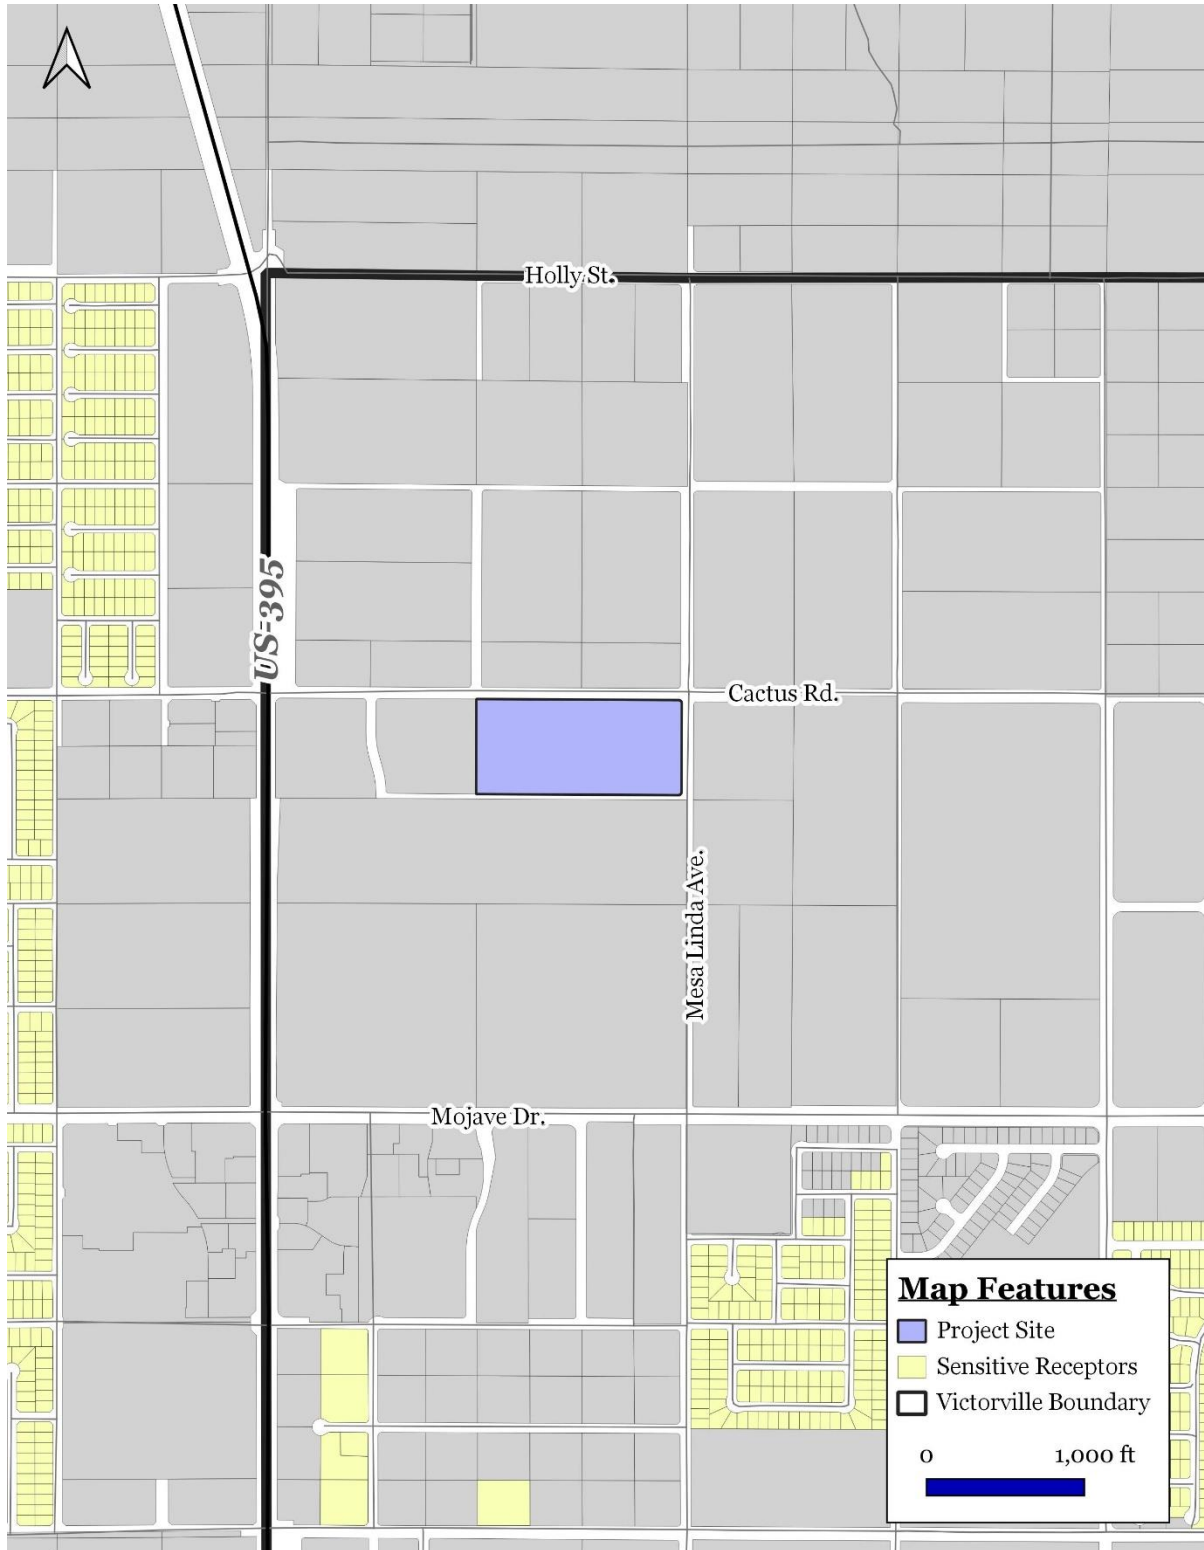 Holly St.
US-395
Cactus Rd.
Mesa Linda Ave.
Mojave Dr.
Map Features
Project Site
Sensitive Receptors
Victorville Boundary
0 1,000 ft